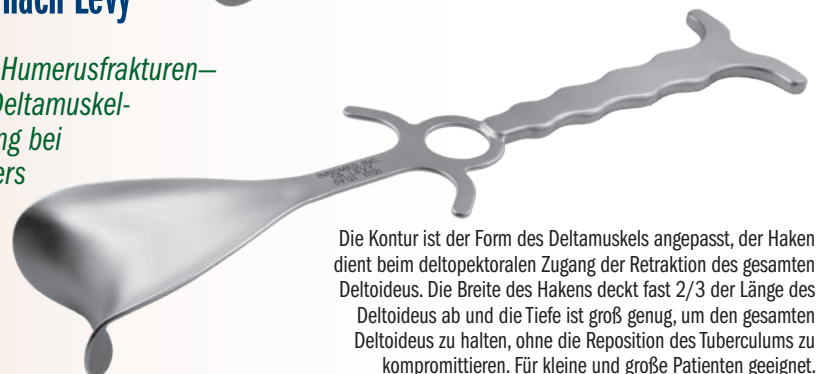 nach Levy
Humerusfrakturen—
Deltamuskel-
ng bei
ers
INNOMED, INC.
Die Kontur ist der Form des Deltamuskels angepasst, der Haken
dient beim deltopektoralen Zugang der Retraktion des gesamten
Deltoideus. Die Breite des Hakens deckt fast 2/3 der Länge des
Deltoideus ab und die Tiefe ist groß genug, um den gesamten
Deltoideus zu halten, ohne die Reposition des Tuberculums zu
kompromittieren. Für kleine und große Patienten geeignet.